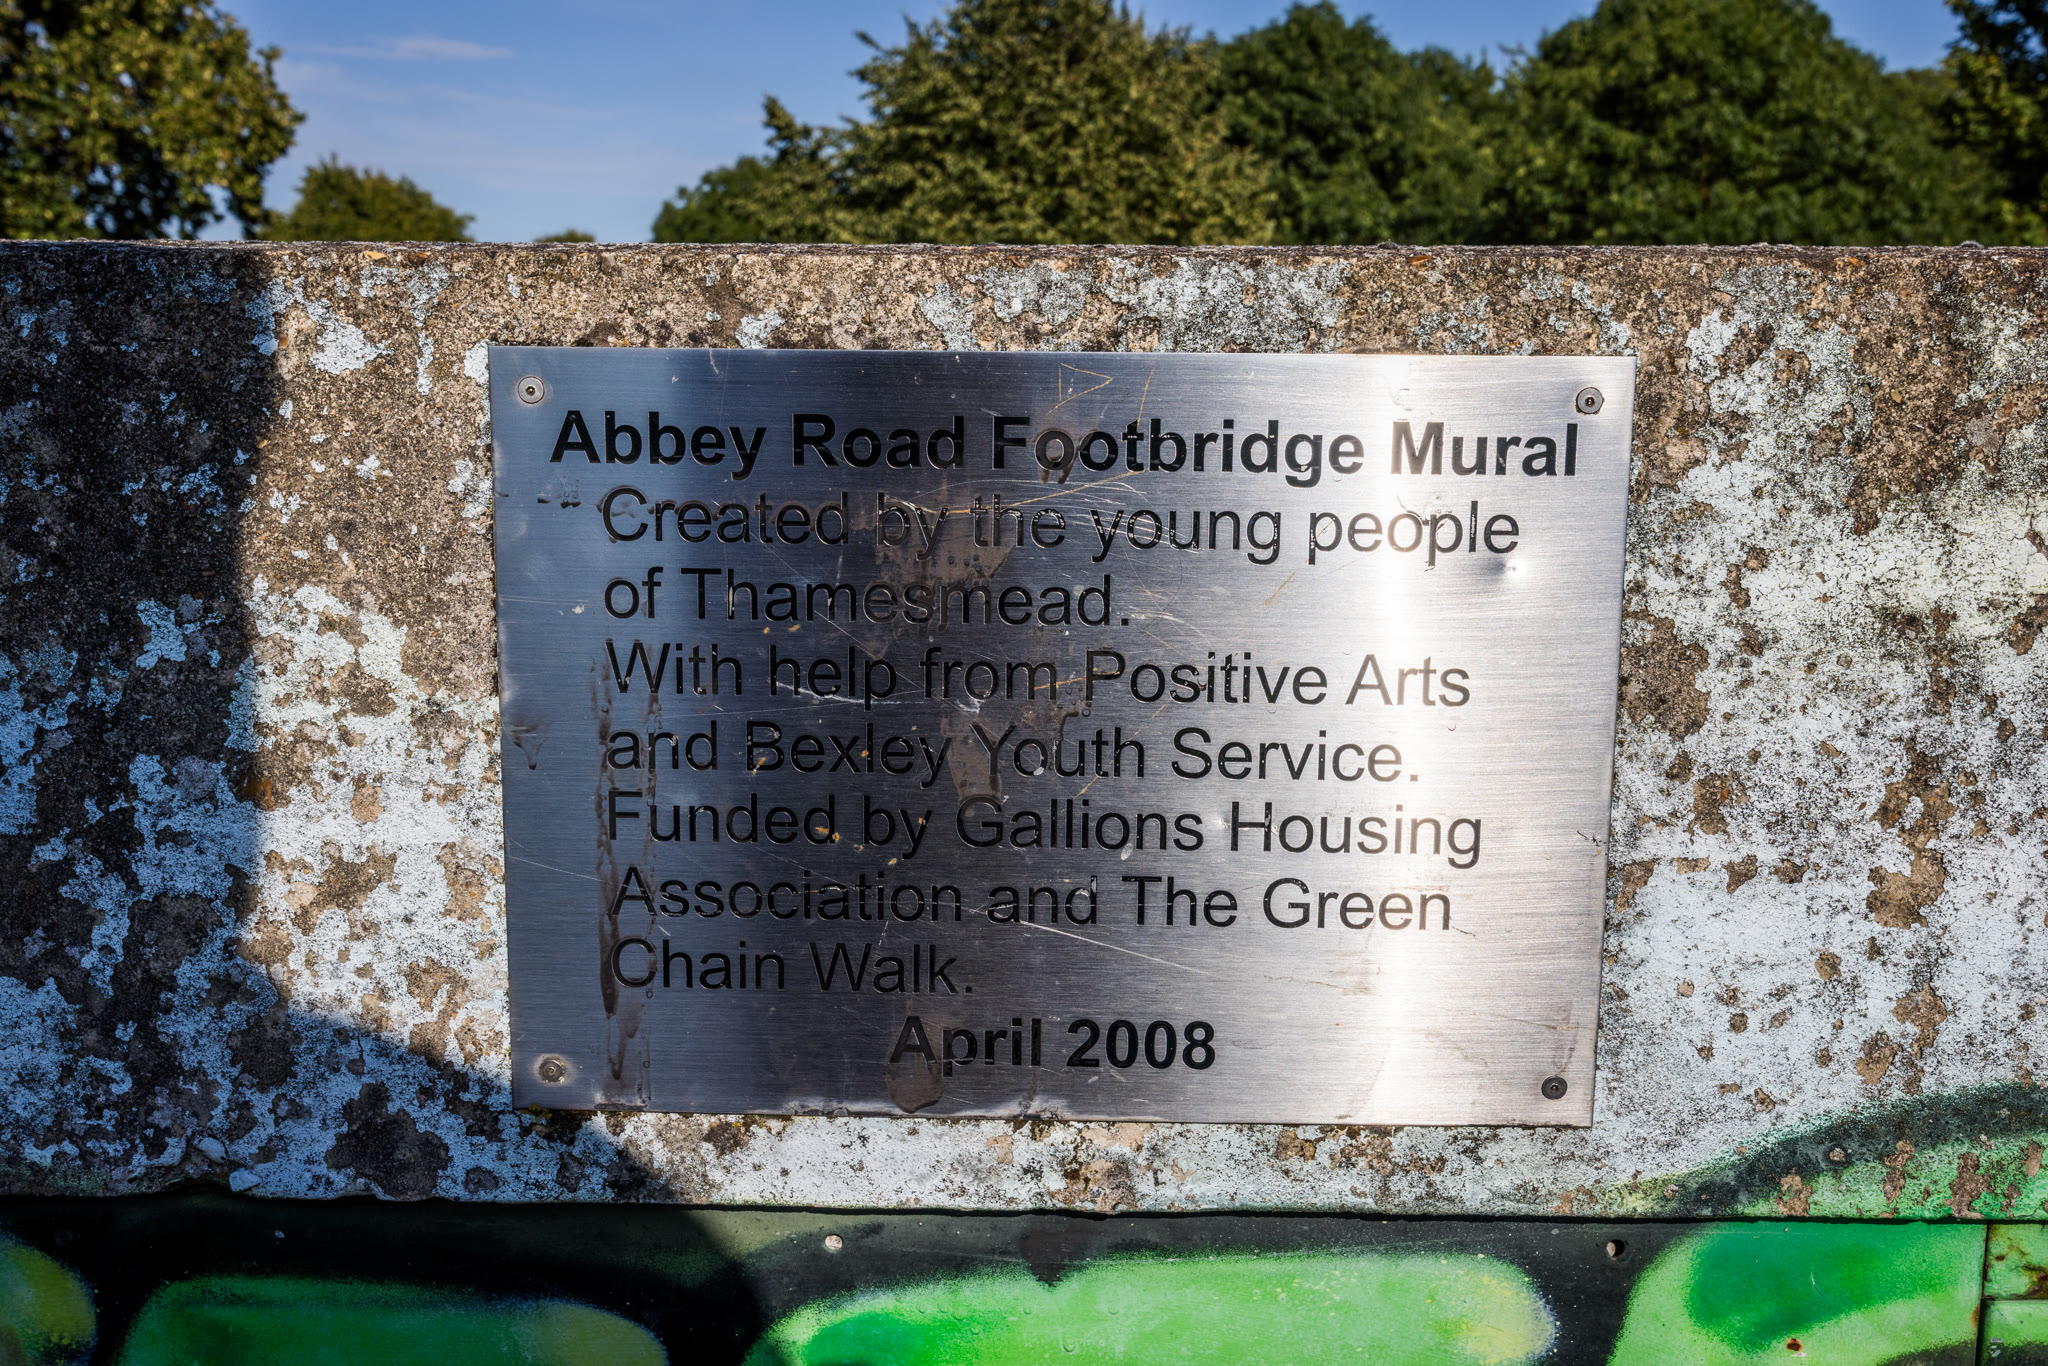 Abbey Road Footbridge Mural
Created by the young people
of Thamesmead.
With help from Positive Arts
and Bexley Youth Service.
Funded by Gallions Housing
Association and The Green
Chain Walk.
April 2008